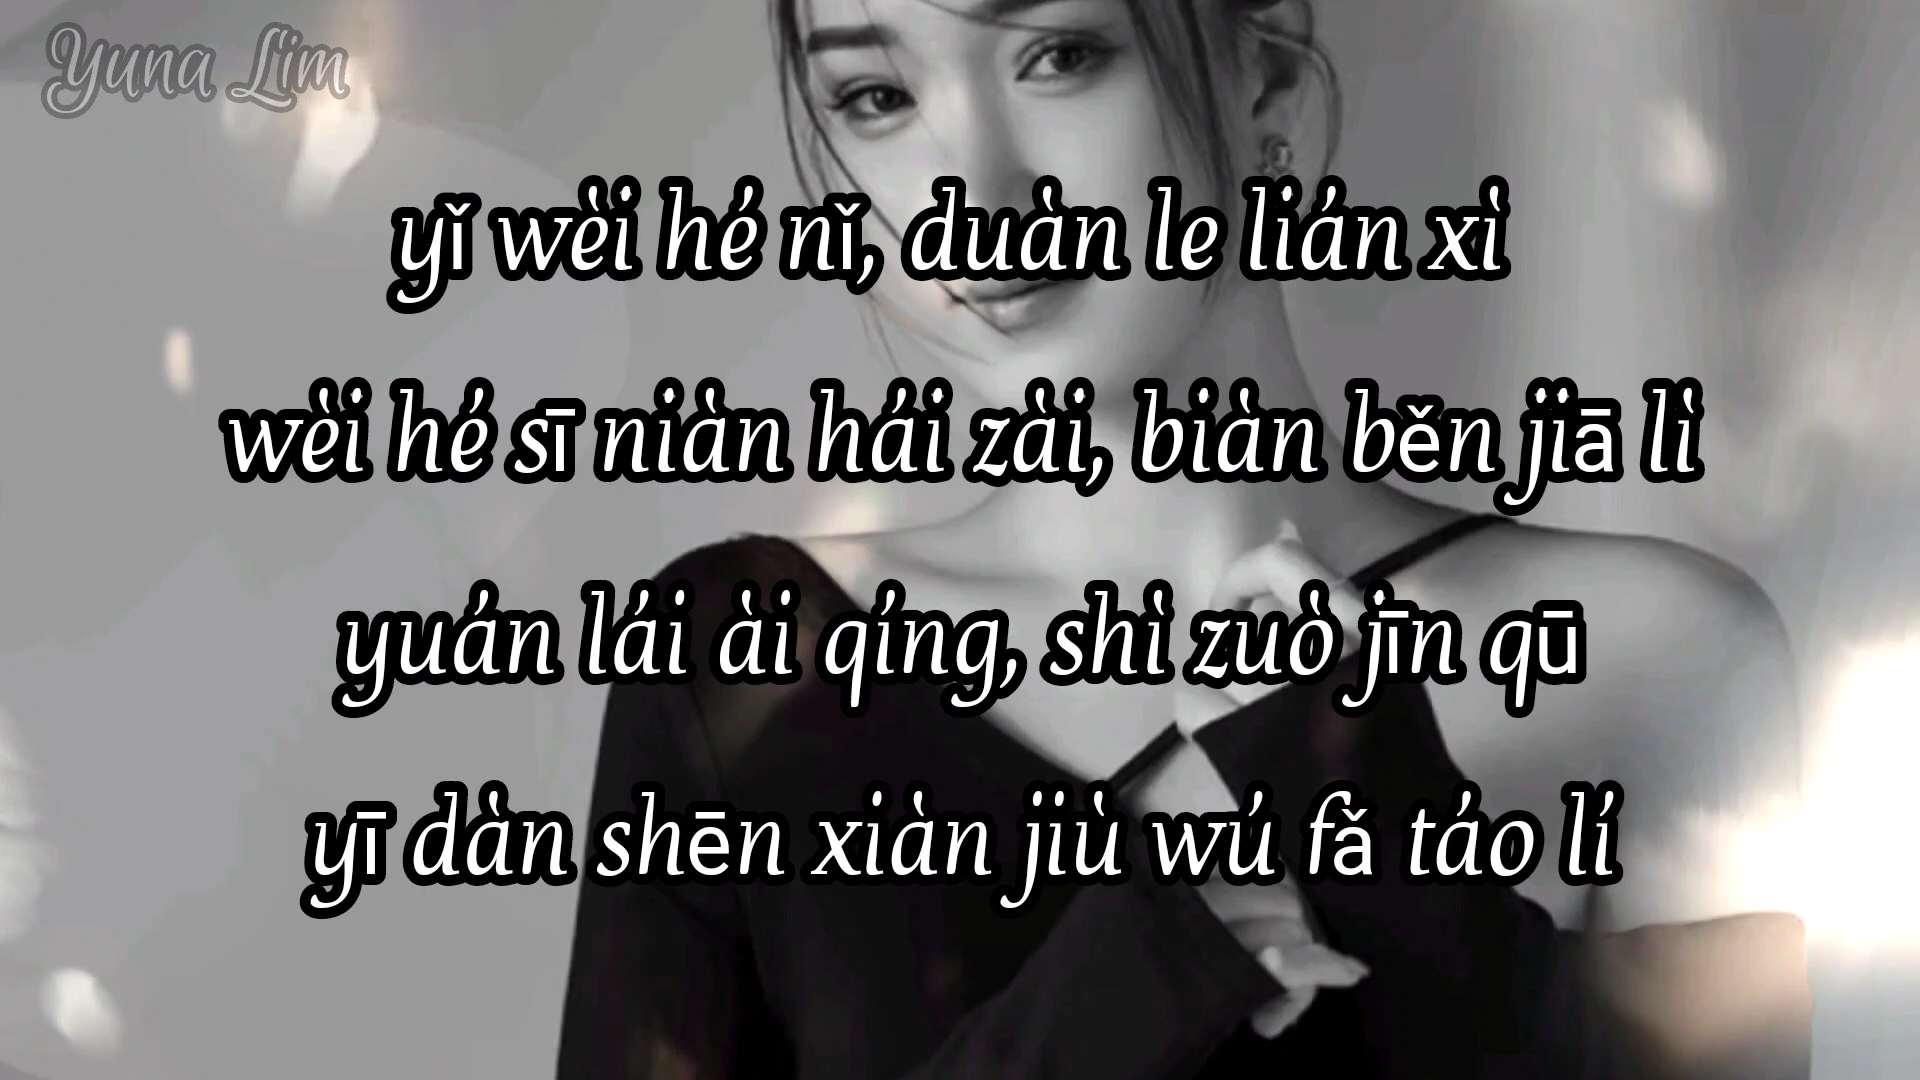 Yuna Lim
yǐ wèi hé nǐ, duàn le lián xì
wèi hé sī niàn hái zài, biàn běn jiā lì
yuán lái ài qíng, shì zuò jīn qū
yī dàn shēn xiàn jiù wú fǎ táo lí